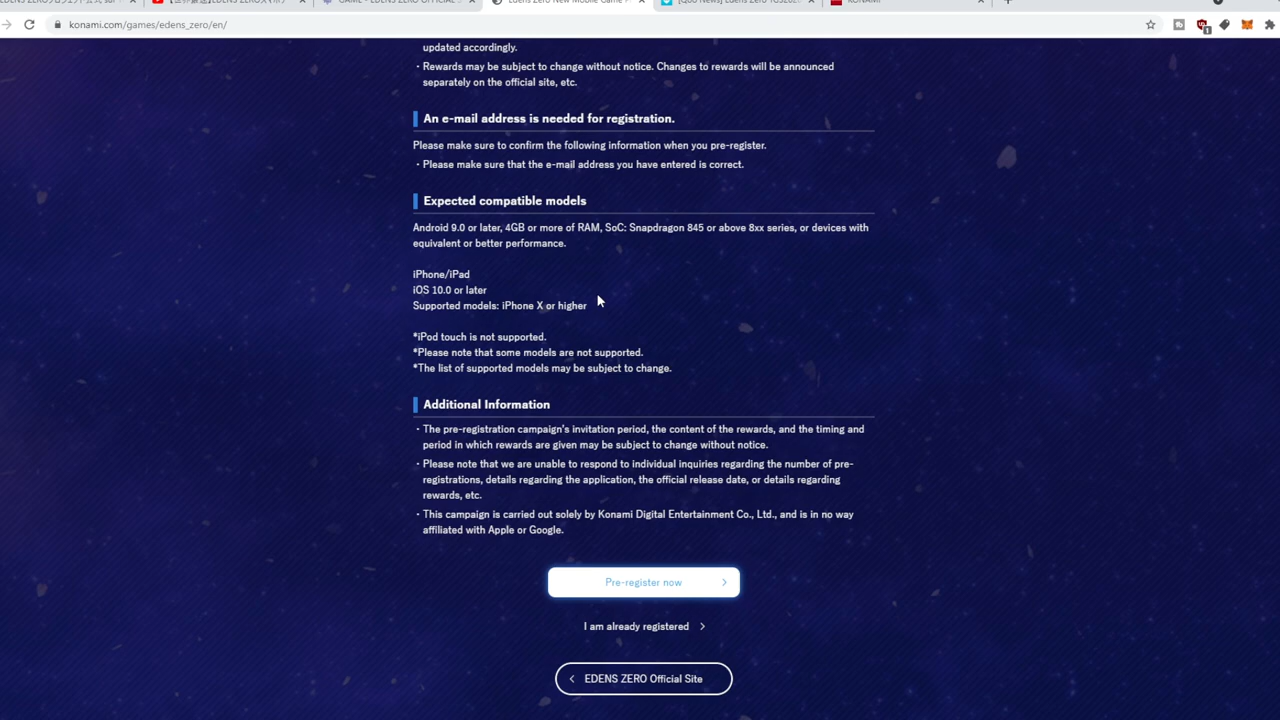 konami.com/games/edens_zero/en/
updated accordingly.
・Rewards may be subject to change without notice. Changes to rewards will be announced
separately on the official site, etc.
An e-mail address is needed for registration.
Please make sure to confirm the following information when you pre-register.
・Please make sure that the e-mail address you have entered is correct.
Expected compatible models
Android 9.0 or later, 4GB or more of RAM, SoC: Snapdragon 845 or above 8xx series, or devices with
equivalent or better performance.
iPhone/iPad
iOS 10.0 or later
Supported models: iPhone X or higher
*iPod touch is not supported.
*Please note that some models are not supported.
*The list of supported models may be subject to change.
Additional Information
・The pre-registration campaign's invitation period, the content of the rewards, and the timing and
period in which rewards are given may be subject to change without notice.
・Please note that we are unable to respond to individual inquiries regarding the number of pre-
registrations, details regarding the application, the official release date, or details regarding
rewards, etc.
・This campaign is carried out solely by Konami Digital Entertainment Co., Ltd., and is in no way
affiliated with Apple or Google.
Pre-register now
I am already registered
EDENS ZERO Official Site